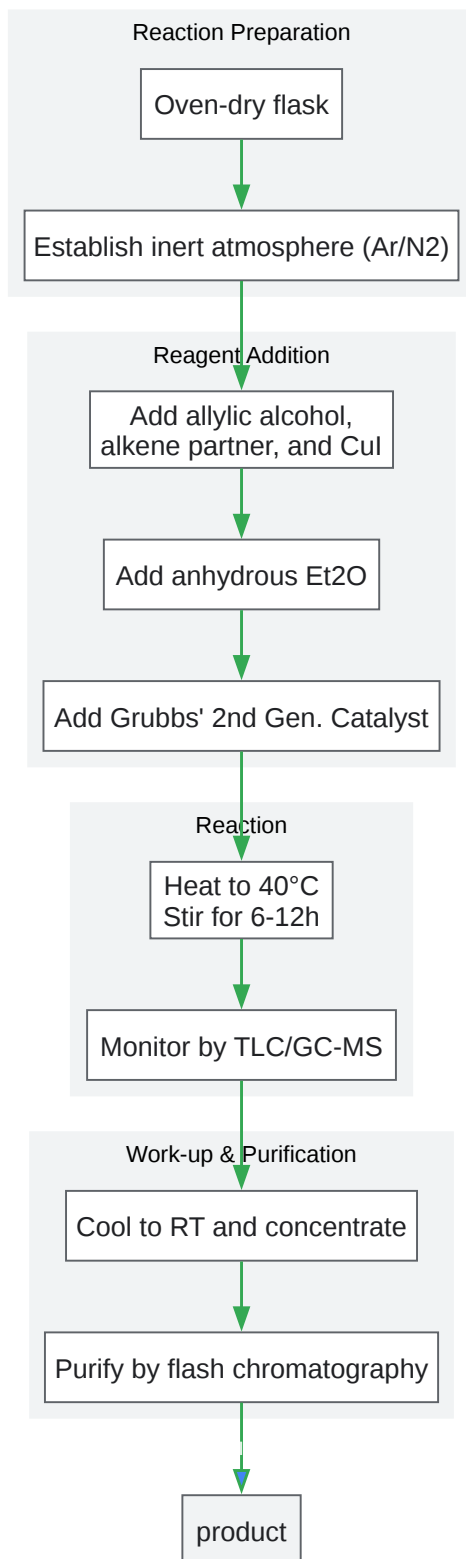 Reaction Preparation
Oven-dry flask
Establish inert atmosphere (Ar/N2)
Reagent Addition
Add allylic alcohol,
alkene partner, and CuI
Add anhydrous Et2O
Add Grubbs' 2nd Gen. Catalyst
Reaction
Heat to 40°C
Stir for 6-12h
Monitor by TLC/GC-MS
Work-up & Purification
Cool to RT and concentrate
Purify by flash chromatography
product